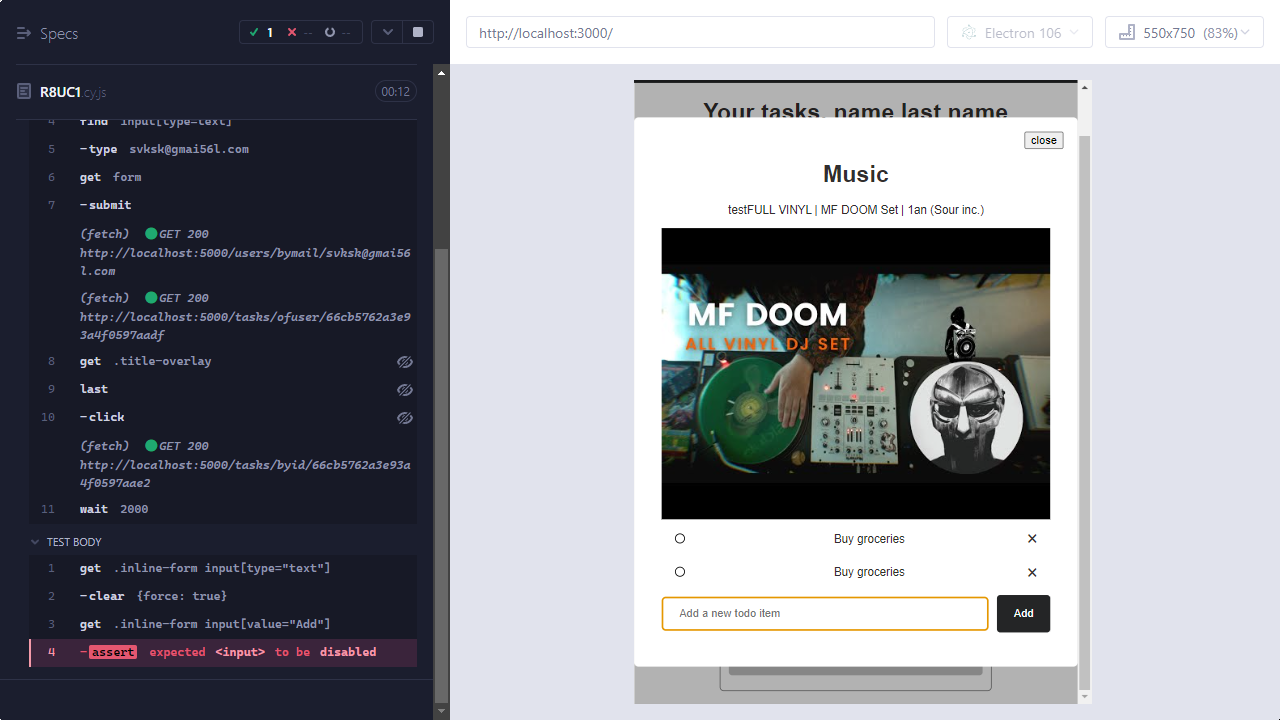 Specs
1
--
--
http://localhost:3000/
Electron 106
550x750 (83%)
R8UC1 cy.js
00:12
4 find input[type=text]
5 -type svksk@gmai56l.com
6 get form
7 -submit
(fetch) GET 200
http://localhost:5000/users/bymail/svksk@gmai56
l.com
(fetch) GET 200
http://localhost:5000/tasks/ofuser/66cb5762a3e9
3a4f0597aadf
8 get .title-overlay
9 last
10 -click
(fetch) GET 200
http://localhost:5000/tasks/byid/66cb5762a3e93a
4f0597aae2
11 wait 2000
TEST BODY
1 get .inline-form input[type="text"]
2 -clear {force: true}
3 get .inline-form input[value="Add"]
4 -assert expected <input> to be disabled
Your tasks, name last name
close
Music
testFULL VINYL | MF DOOM Set | 1an (Sour inc.)
MF DOOM
ALL VINYL DJ SET
Buy groceries
Buy groceries
Add a new todo item
Add